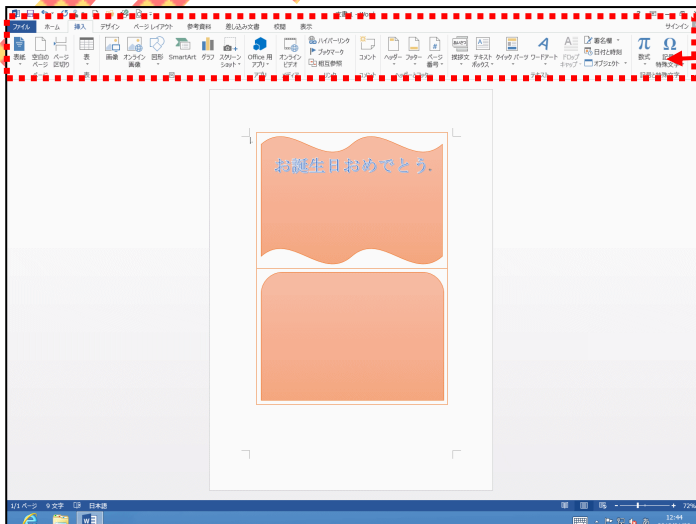 ファイル ホーム 挿入 デザイン ページ レイアウト 参考資料 差し込み文書 校閲 表示 サインイン
表紙 空白のページ ページ区切り 表 画像 オンライン画像 図形 SmartArt グラフ スクリーンショット Office 用アプリ オンラインビデオ ハイパーリンク ブックマーク 相互参照 コメント ヘッダー フッター ページ番号 挨拶文 テキストボックス クイック パーツ ワードアート ドロップキャップ 署名欄 日付と時刻 オブジェクト 数式
お誕生日おめでとう
1/1 ページ 9 文字 日本語 72%
12:44